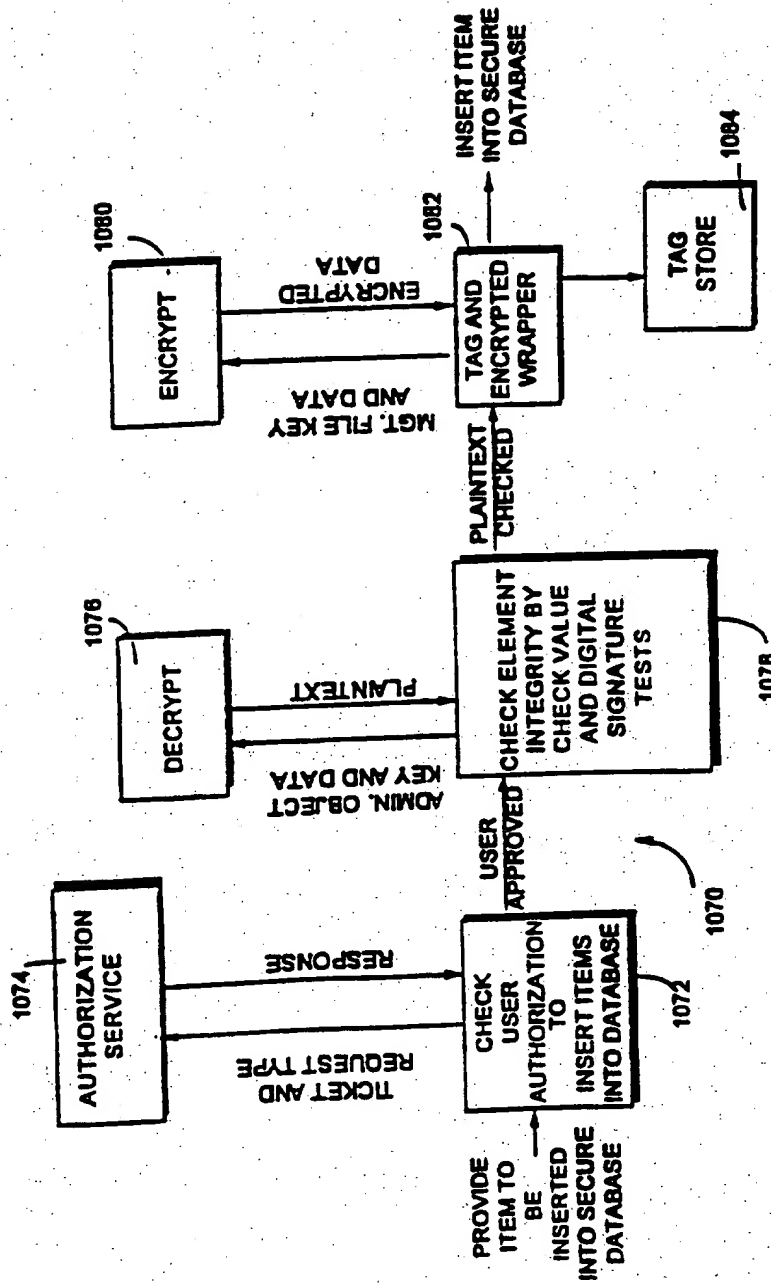 PROVIDE
ITEM TO
BE
INSERTED
INTO SECURE
DATABASE
CHECK
USER
AUTHORIZATION
TO
INSERT ITEMS
INTO DATABASE
1072
TICKET AND
REQUEST TYPE
RESPONSE
1074
AUTHORIZATION
SERVICE
1070
USER
APPROVED
CHECK ELEMENT
INTEGRITY BY
CHECK VALUE
AND DIGITAL
SIGNATURE
TESTS
1078
ADMIN. OBJECT
KEY AND DATA
PLAINTEXT
1076
DECRYPT
PLAINTEXT
CHECKED
TAG AND
ENCRYPTED
WRAPPER
1082
MGT. FILE KEY
AND DATA
ENCRYPTED
DATA
1080
ENCRYPT
INSERT ITEM
INTO SECURE
DATABASE
TAG
STORE
1084